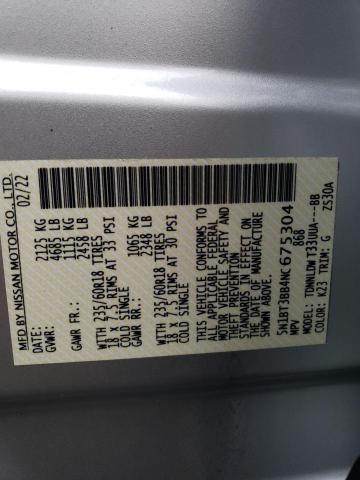 MFD BY NISSAN MOTOR CO., LTD.
02/22
GVWR: 2125 KG
4685 LB
GAWR FR.: 1115 KG
2458 LB
WITH 235/60R18 TIRES
18 x 7.5 RIMS AT 33 PSI
COLD SINGLE
GAWR RR.: 1065 KG
2348 LB
WITH 235/60R18 TIRES
18 x 7.5 RIMS AT 30 PSI
COLD SINGLE
THIS VEHICLE CONFORMS TO ALL
APPLICABLE FEDERAL
MOTOR VEHICLE SAFETY AND
THEFT PREVENTION
STANDARDS IN EFFECT ON THE
DATE OF MANUFACTURE
SHOWN ABOVE.
5N1BT3BB4NC675304
MPV 868
MODEL: TDNNLDWT33UUA---BB
COLOR: K23 TRIM: G ZS30A